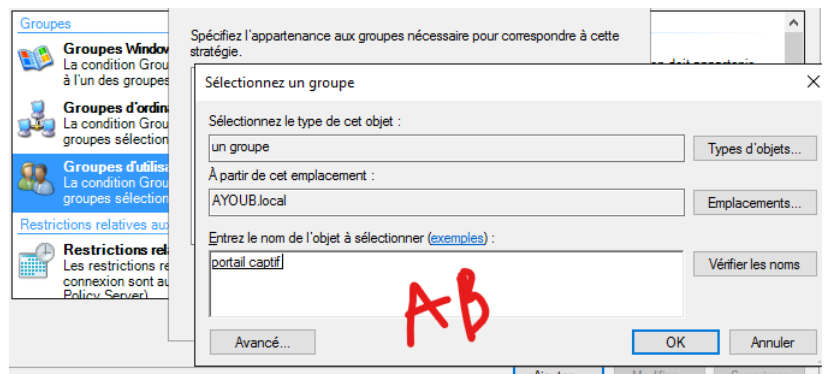 Groupes
Groupes Window
La condition Grou
à l'un des groupes
Groupes d'ordina
La condition Grou
groupes sélection
Groupes d'utilisa
La condition Grou
groupes sélection
Restrictions relatives aux
Restrictions rela
Les restrictions re
connexion sont au
Policy Server)
Spécifiez l'appartenance aux groupes nécessaire pour correspondre à cette
stratégie.
Sélectionnez un groupe
Sélectionnez le type de cet objet :
un groupe
Types d'objets...
À partir de cet emplacement :
AYOUB.local
Emplacements...
Entrez le nom de l'objet à sélectionner (exemples) :
portail captif
Vérifier les noms
AB
Avancé...
OK
Annuler